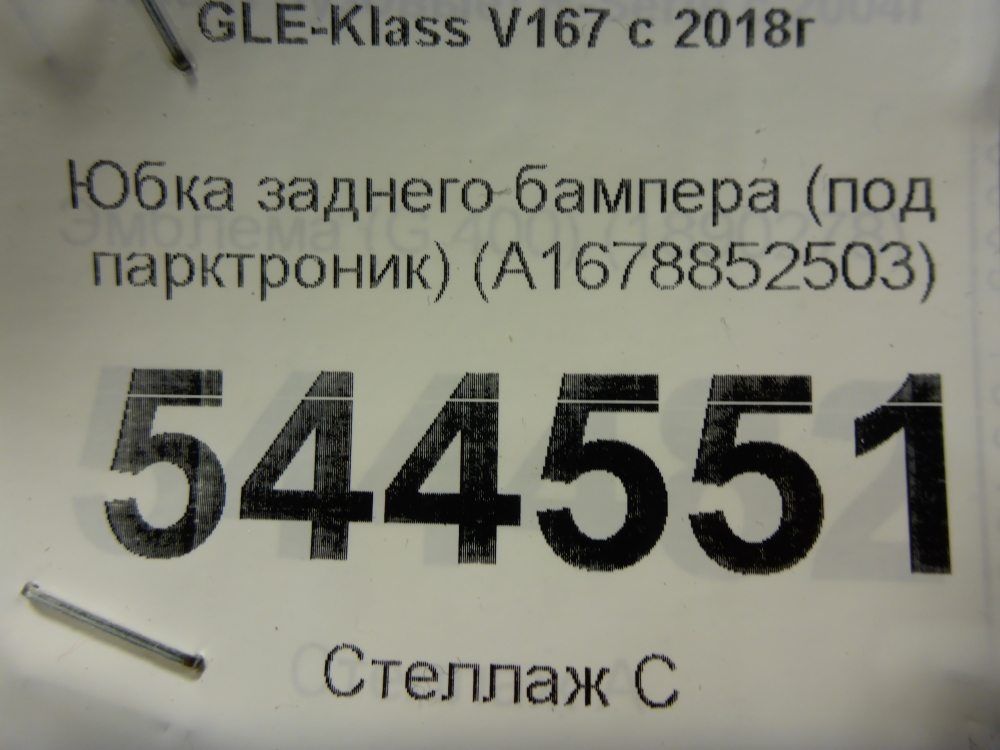 GLE-Klass V167 с 2018г
Юбка заднего бампера (под
парктроник) (A1678852503)
544551
Стеллаж С